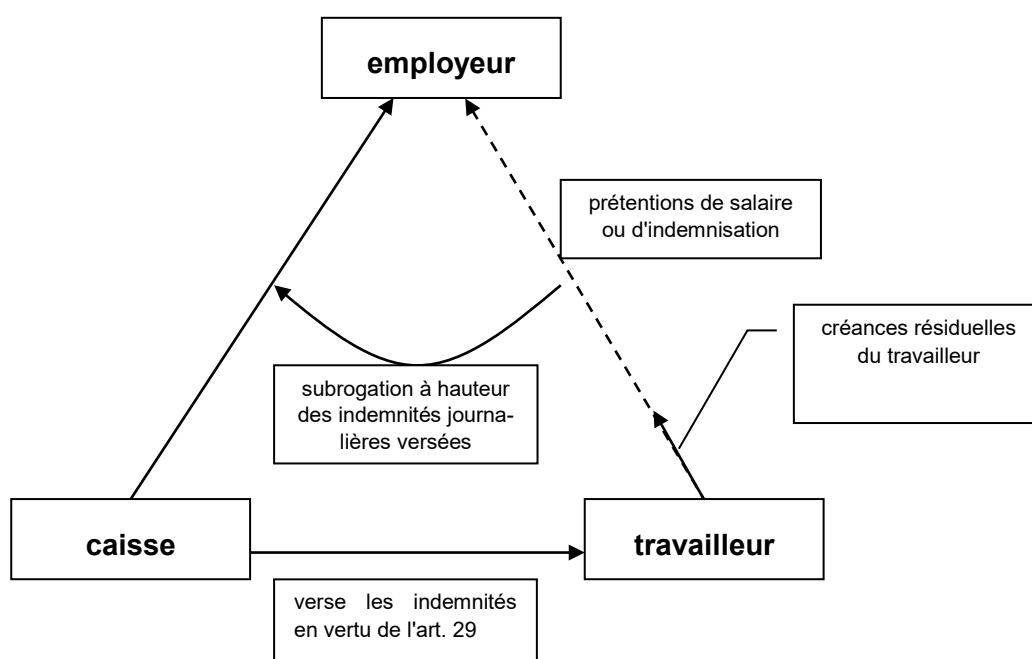 employeur
prétentions de salaire
ou d'indemnisation
créances résiduelles
du travailleur
subrogation à hauteur
des indemnités journa-
lières versées
caisse
travailleur
verse les indemnités
en vertu de l'art. 29